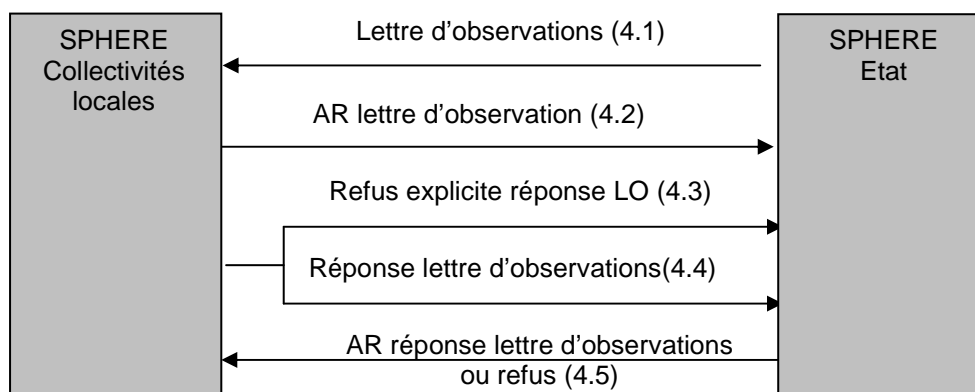 SPHERE
Collectivités
locales
Lettre d'observations (4.1)
SPHERE
Etat
AR lettre d'observation (4.2)
Refus explicite réponse LO (4.3)
Réponse lettre d'observations(4.4)
AR réponse lettre d'observations
ou refus (4.5)